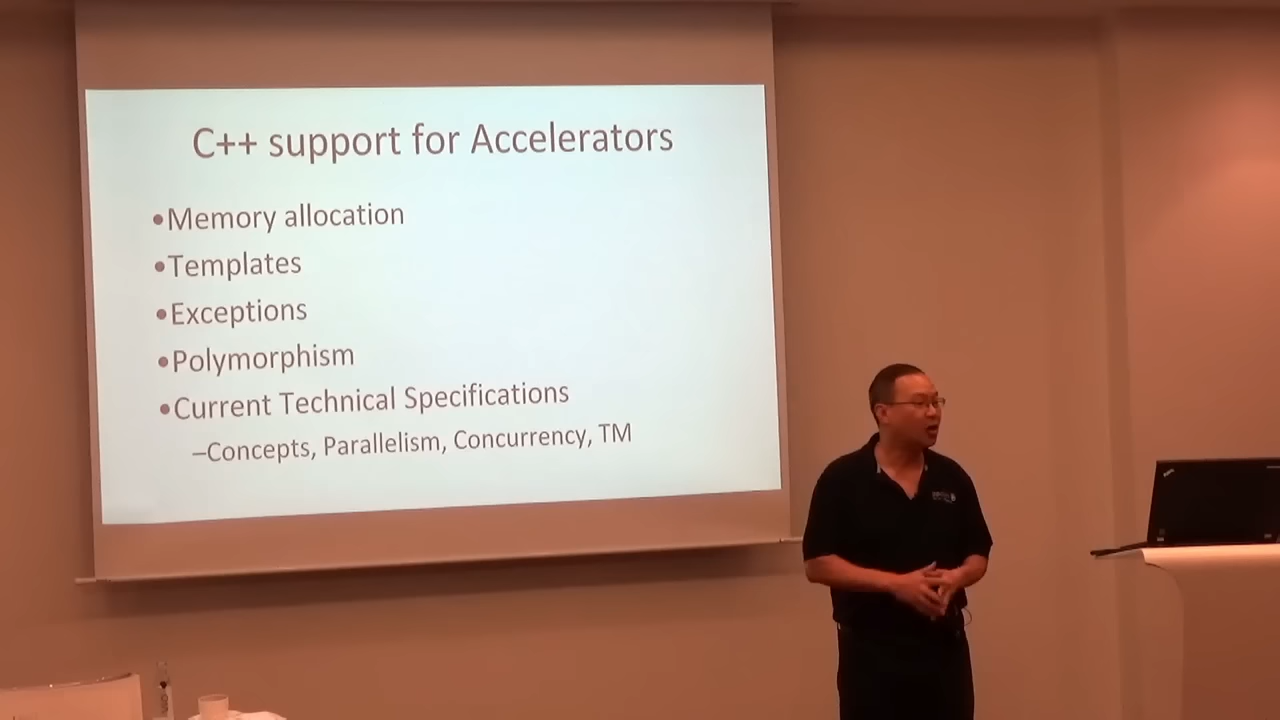 C++ support for Accelerators
•Memory allocation
•Templates
•Exceptions
•Polymorphism
•Current Technical Specifications
–Concepts, Parallelism, Concurrency, TM